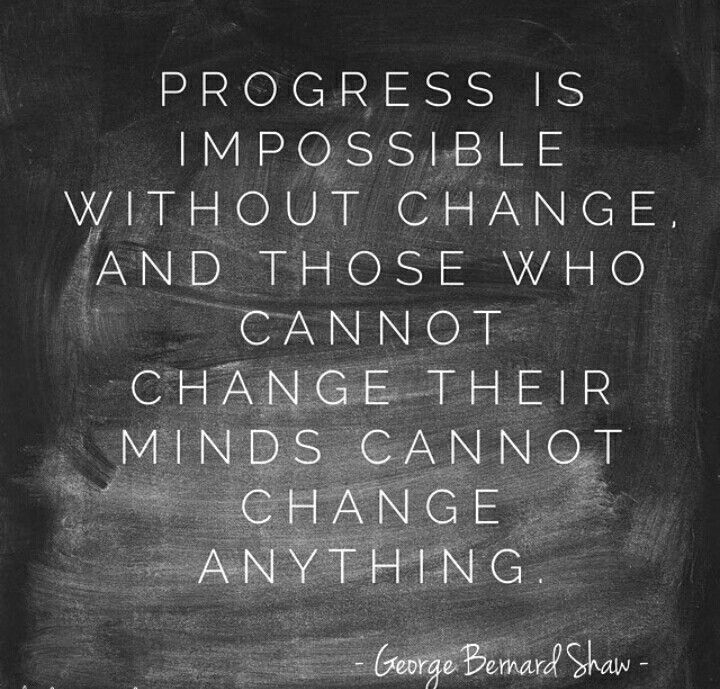 PROGRESS IS
IMPOSSIBLE
WITHOUT CHANGE,
AND THOSE WHO
CANNOT
CHANGE THEIR
MINDS CANNOT
CHANGE
ANYTHING.
- George Bernard Shaw -